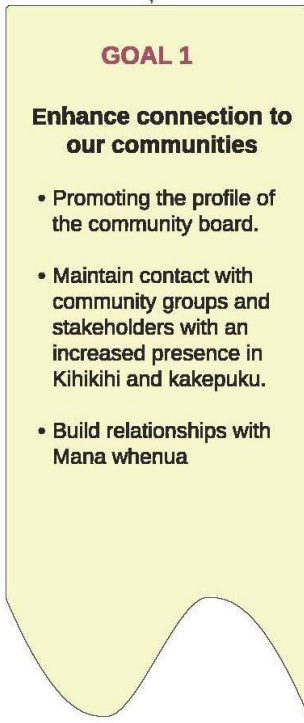 GOAL 1
Enhance connection to
our communities
• Promoting the profile of
the community board.
• Maintain contact with
community groups and
stakeholders with an
increased presence in
Kihikihi and kakepuku.
• Build relationships with
Mana whenua